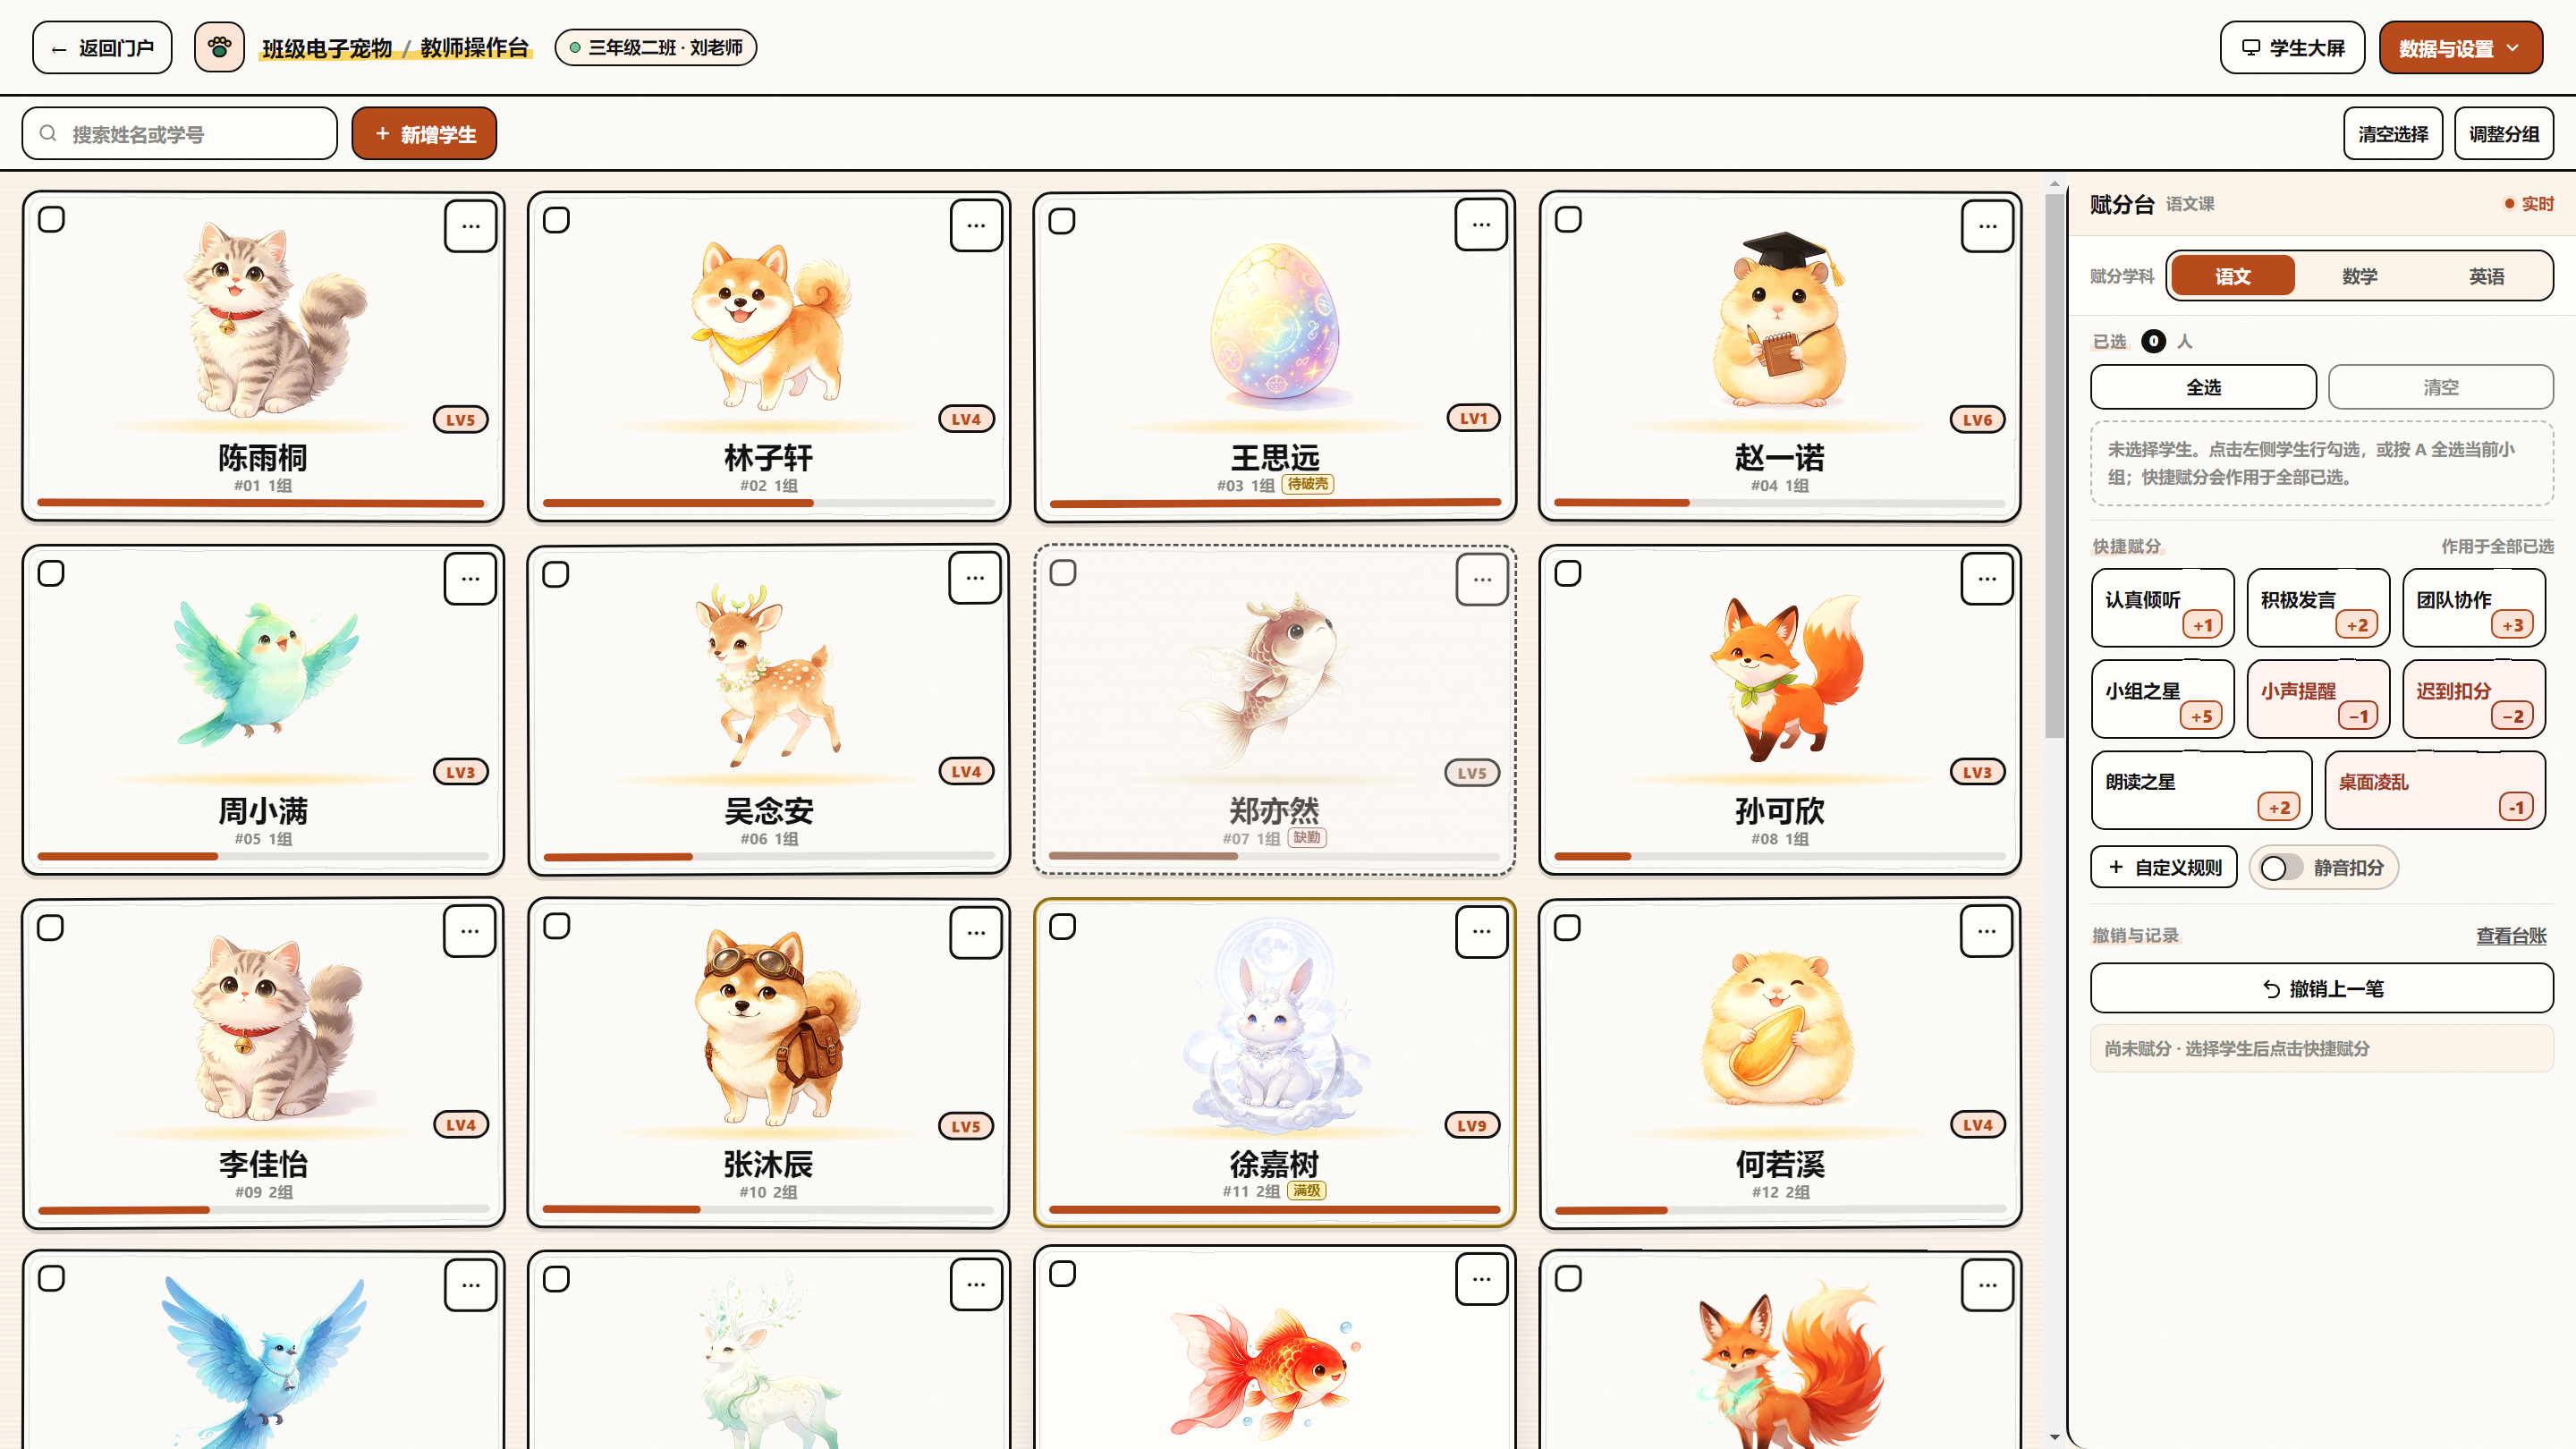 ← 返回门户
班级电子宠物 / 教师操作台
三年级二班 · 刘老师
学生大屏
数据与设置
搜索姓名或学号
+ 新增学生
清空选择
调整分组
LV5
陈雨桐
#01 1组
LV4
林子轩
#02 1组
LV1
王思远
#03 1组 待破壳
LV6
赵一诺
#04 1组
LV3
周小满
#05 1组
LV4
吴念安
#06 1组
LV5
郑亦然
#07 1组 缺勤
LV3
孙可欣
#08 1组
LV4
李佳怡
#09 2组
LV5
张沐辰
#10 2组
LV9
徐嘉树
#11 2组 满级
LV4
何若溪
#12 2组
赋分台 语文课
实时
赋分学科
语文
数学
英语
已选 0 人
全选
清空
未选择学生。点击左侧学生行勾选，或按 A 全选当前小
组；快捷赋分会作用于全部已选。
快捷赋分
作用于全部已选
认真倾听
+1
积极发言
+2
团队协作
+3
小组之星
+5
小声提醒
−1
迟到扣分
−2
朗读之星
+2
桌面凌乱
-1
+ 自定义规则
静音扣分
撤销与记录
查看台账
撤销上一笔
尚未赋分 · 选择学生后点击快捷赋分